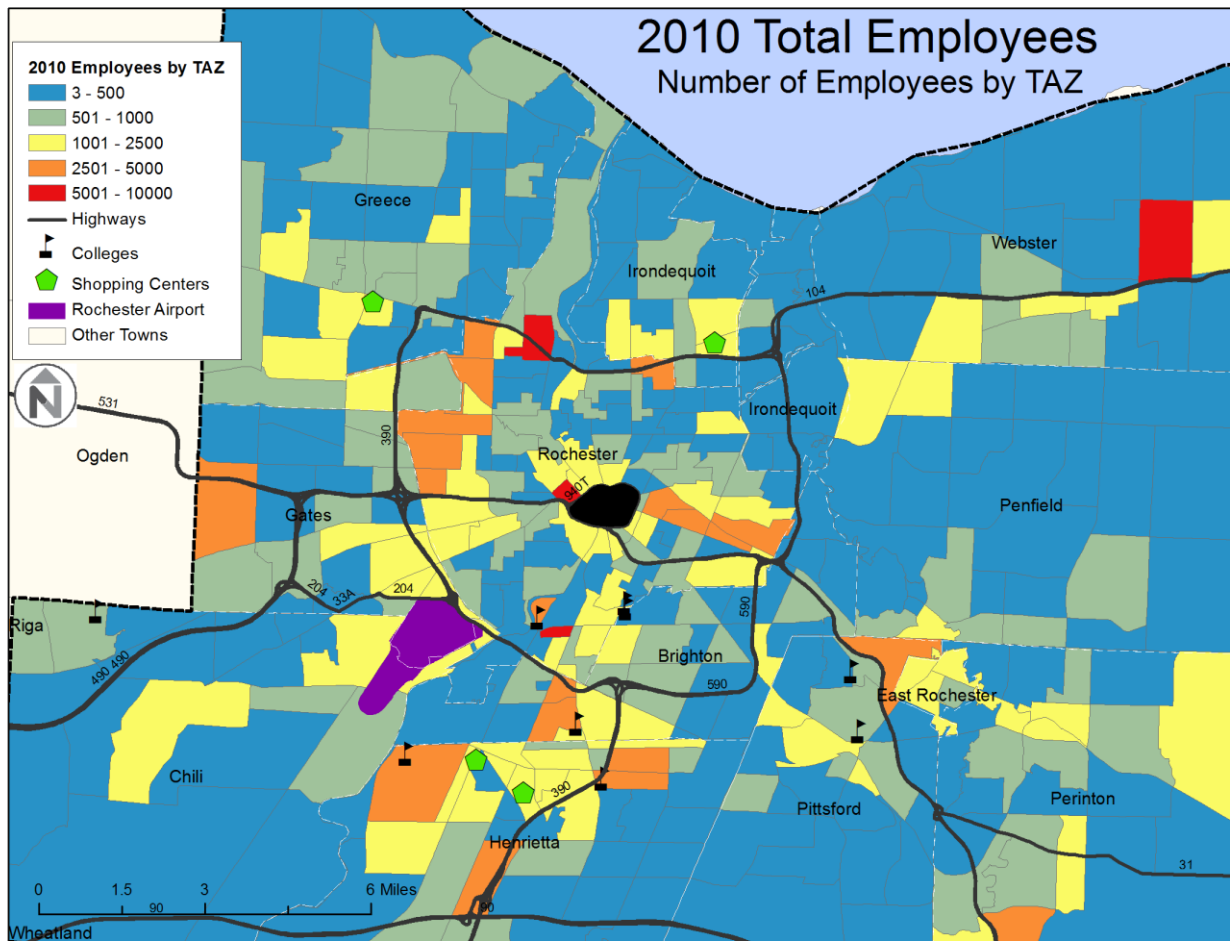 2010 Total Employees
Number of Employees by TAZ
2010 Employees by TAZ
3 - 500
501 - 1000
1001 - 2500
2501 - 5000
5001 - 10000
Highways
Colleges
Shopping Centers
Rochester Airport
Other Towns
N
Greece
Webster
Irondequoit
104
531
390
Irondequoit
Ogden
Rochester
940T
Penfield
Gates
204
33A
204
590
Riga
490
490
Brighton
590
East Rochester
Chili
390
Pittsford
Perinton
Henrietta
31
0
1.5
3
6 Miles
90
90
Wheatland